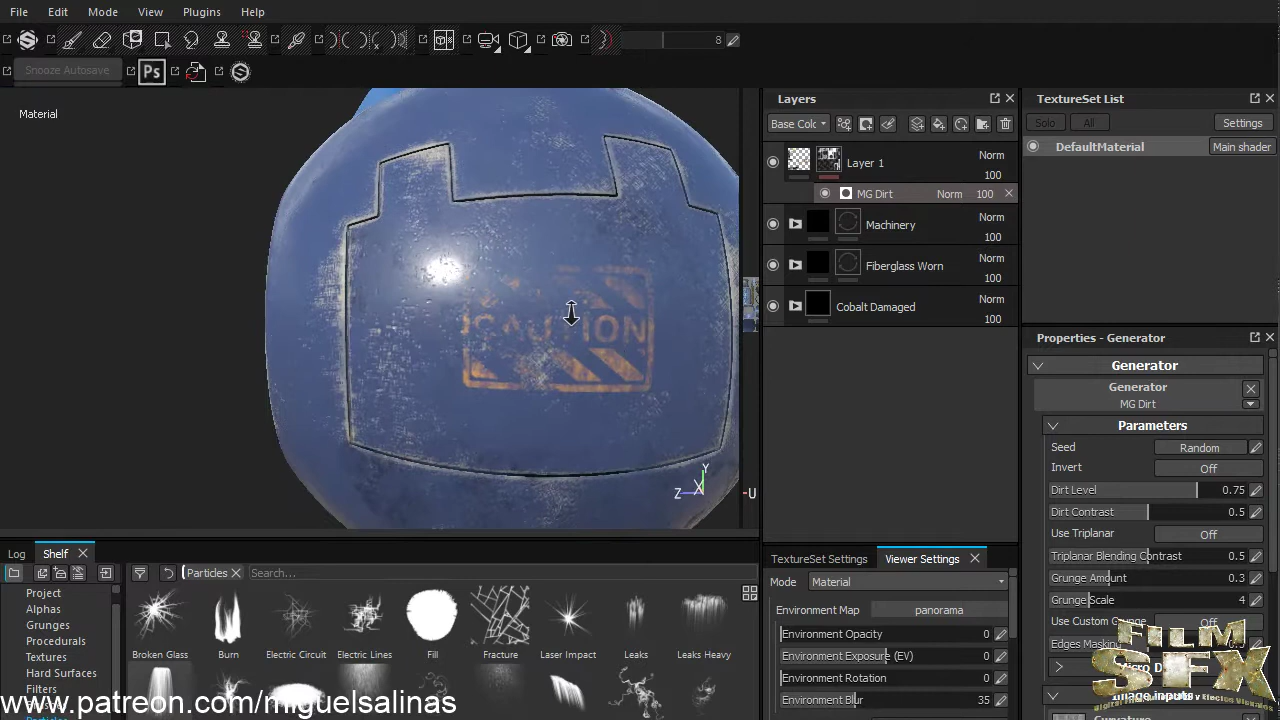 File Edit Mode View Plugins Help
8
Snooze Autosave Ps
Material
CAUTION
Y
Z
X
U
Layers
Base Colc
Layer 1 Norm 100
MG Dirt Norm 100
Machinery Norm 100
Fiberglass Worn Norm 100
Cobalt Damaged Norm 100
TextureSet List
Solo All Settings
DefaultMaterial Main shader
Properties - Generator
Generator
Generator
MG Dirt
Parameters
Seed Random
Invert Off
Dirt Level 0.75
Dirt Contrast 0.5
Use Triplanar Off
Triplanar Blending Contrast 0.5
Grunge Amount 0.3
Grunge Scale 4
Use Custom Grunge Off
Edges Masking
Micro D
Image inputs
Curvature
TextureSet Settings Viewer Settings
Mode Material
Environment Map panorama
Environment Opacity 0
Environment Exposure (EV) 0
Environment Rotation 0
Environment Blur 35
Log Shelf
Particles Search...
Project
Alphas
Grunges
Procedurals
Textures
Hard Surfaces
Filters
Particles
Broken Glass Burn Electric Circuit Electric Lines Fill Fracture Laser Impact Leaks Leaks Heavy
www.patreon.com/miguelsalinas
FILM
SFX